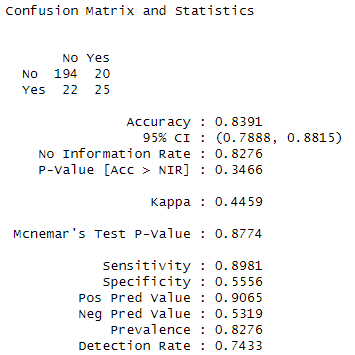 Confusion Matrix and Statistics
No Yes
No 194 20
Yes 22 25
Accuracy : 0.8391
95% CI : (0.7888, 0.8815)
No Information Rate : 0.8276
P-Value [Acc > NIR] : 0.3466
Kappa : 0.4459
Mcnemar's Test P-Value : 0.8774
Sensitivity : 0.8981
Specificity : 0.5556
Pos Pred Value : 0.9065
Neg Pred Value : 0.5319
Prevalence : 0.8276
Detection Rate : 0.7433